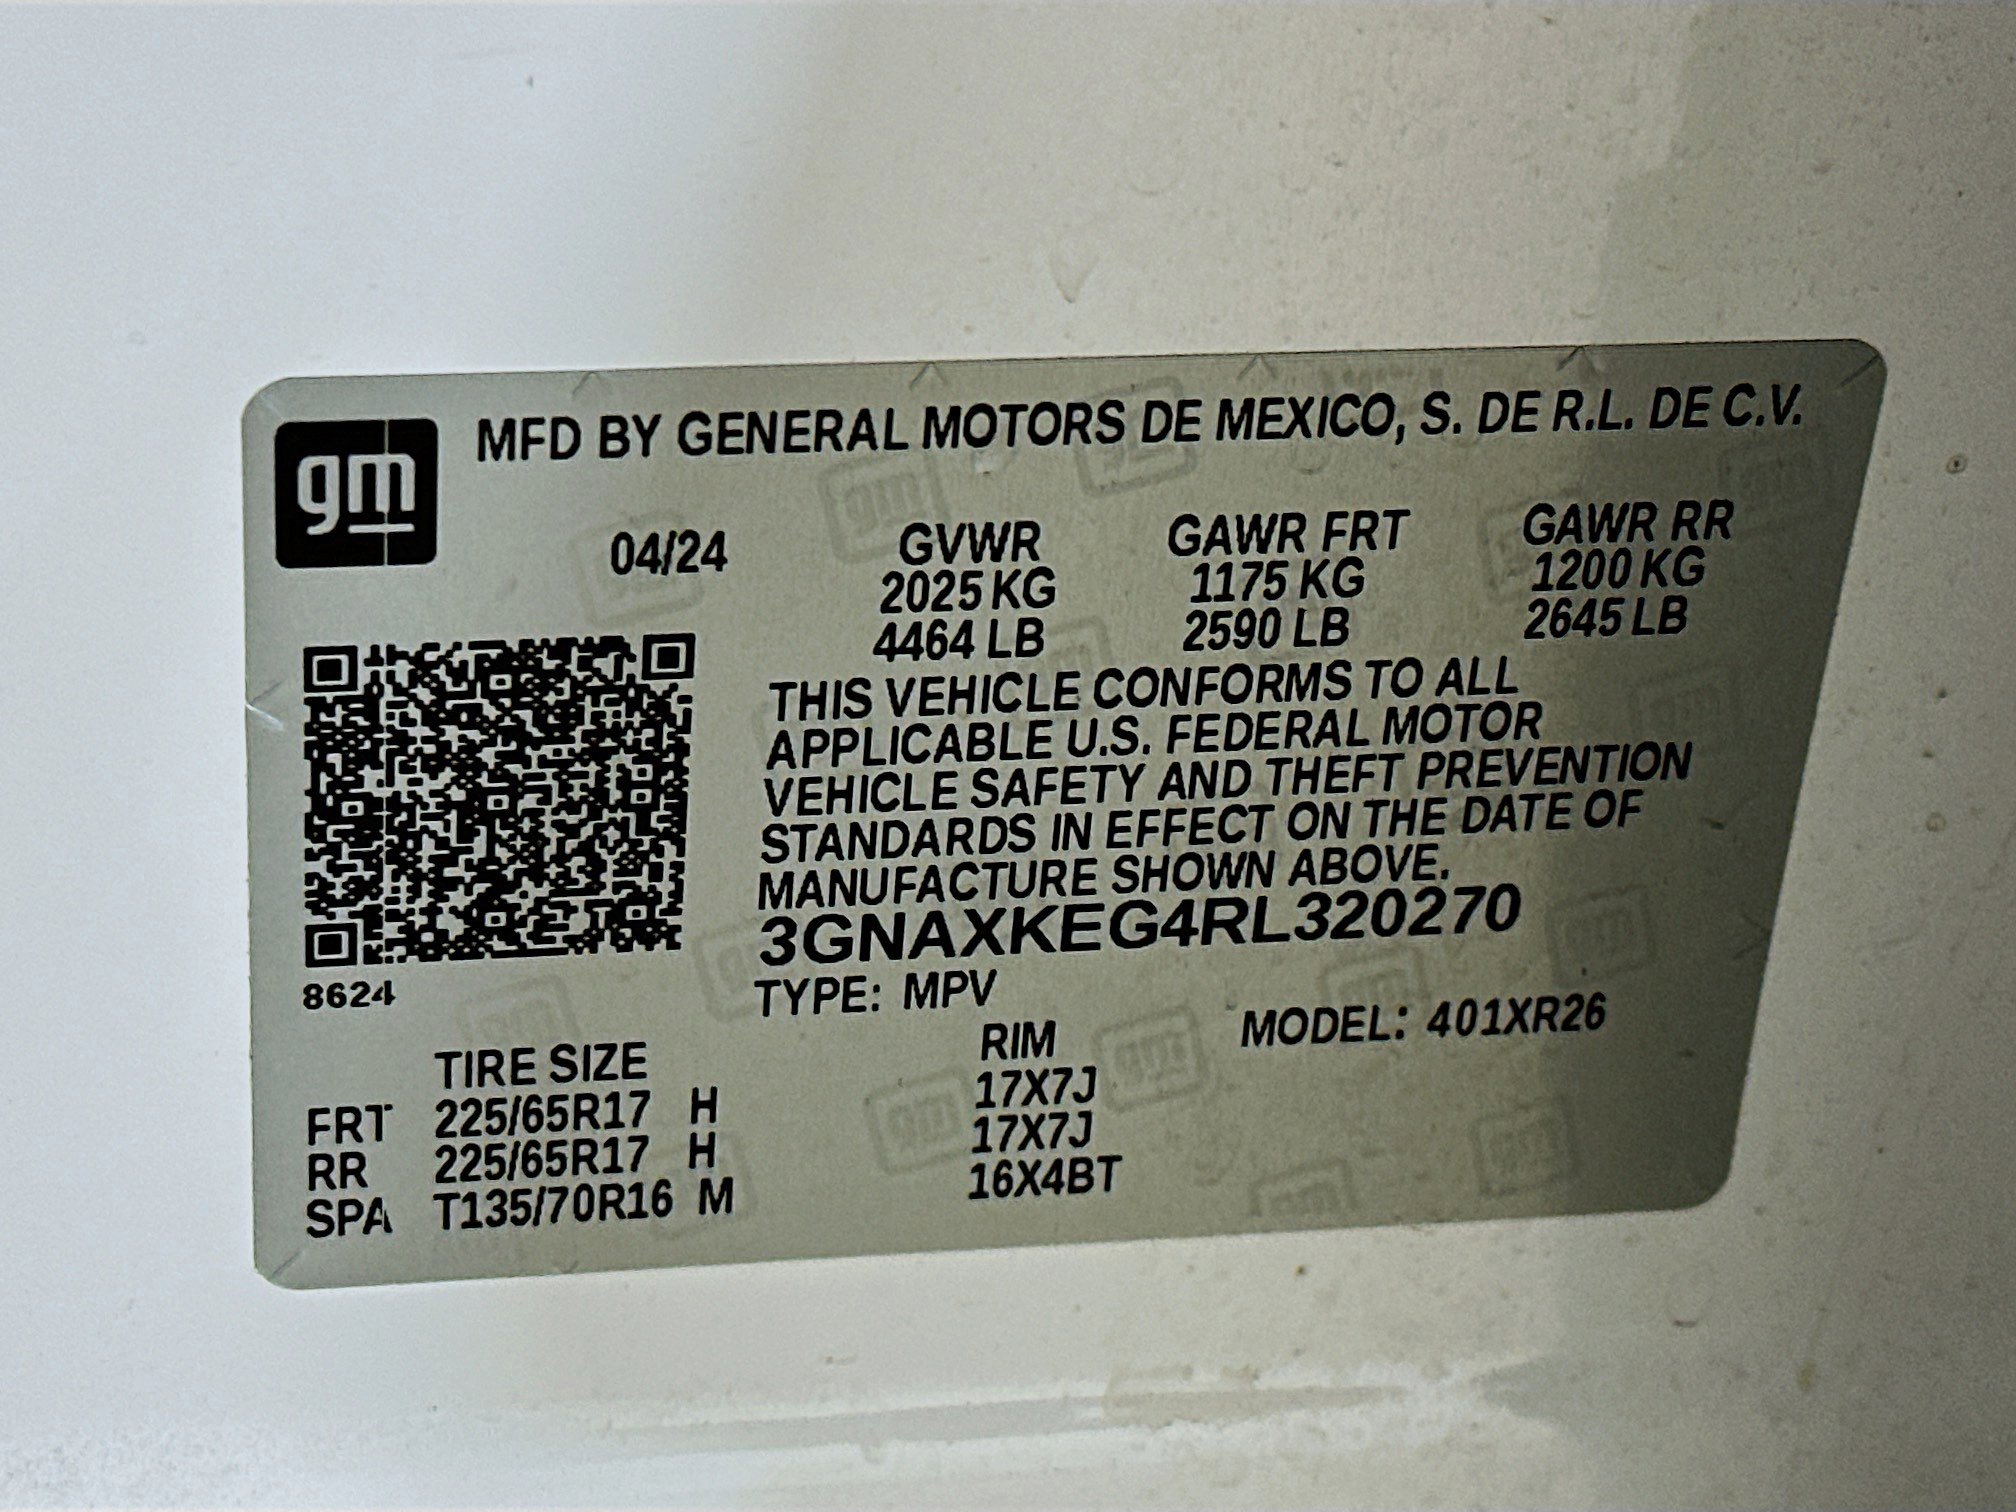 gm
MFD BY GENERAL MOTORS DE MEXICO, S. DE R.L. DE C.V.
04/24 GVWR GAWR FRT GAWR RR
2025 KG 1175 KG 1200 KG
4464 LB 2590 LB 2645 LB
THIS VEHICLE CONFORMS TO ALL
APPLICABLE U.S. FEDERAL MOTOR
VEHICLE SAFETY AND THEFT PREVENTION
STANDARDS IN EFFECT ON THE DATE OF
MANUFACTURE SHOWN ABOVE.
3GNAXKEG4RL320270
8624
TYPE: MPV MODEL: 401XR26
TIRE SIZE RIM
FRT 225/65R17 H 17X7J
RR 225/65R17 H 17X7J
SPA T135/70R16 M 16X4BT